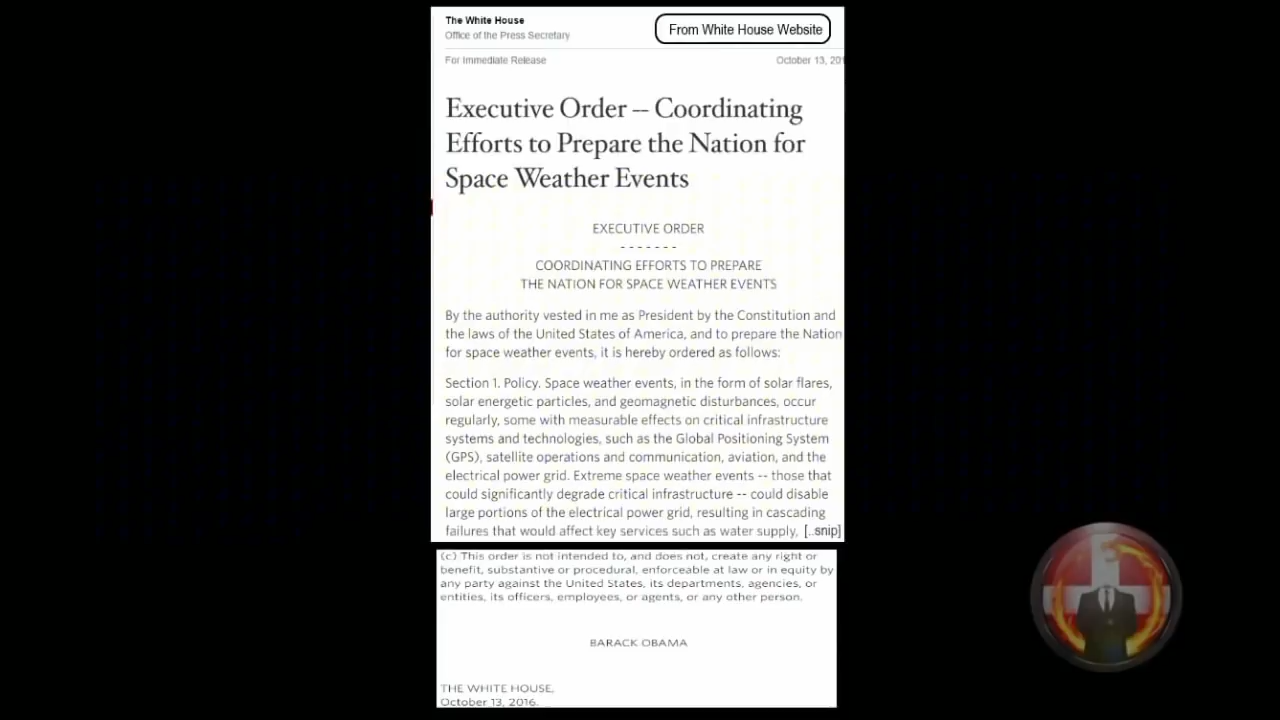 The White House
From White House Website
Office of the Press Secretary
For Immediate Release
October 13, 201
Executive Order -- Coordinating
Efforts to Prepare the Nation for
Space Weather Events
EXECUTIVE ORDER
- - - - - - -
COORDINATING EFFORTS TO PREPARE
THE NATION FOR SPACE WEATHER EVENTS
By the authority vested in me as President by the Constitution and
the laws of the United States of America, and to prepare the Nation
for space weather events, it is hereby ordered as follows:
Section 1. Policy. Space weather events, in the form of solar flares,
solar energetic particles, and geomagnetic disturbances, occur
regularly, some with measurable effects on critical infrastructure
systems and technologies, such as the Global Positioning System
(GPS), satellite operations and communication, aviation, and the
electrical power grid. Extreme space weather events -- those that
could significantly degrade critical infrastructure -- could disable
large portions of the electrical power grid, resulting in cascading
failures that would affect key services such as water supply, [..snip]
(c) This order is not intended to, and does not, create any right or
benefit, substantive or procedural, enforceable at law or in equity by
any party against the United States, its departments, agencies, or
entities, its officers, employees, or agents, or any other person.
BARACK OBAMA
THE WHITE HOUSE,
October 13, 2016.